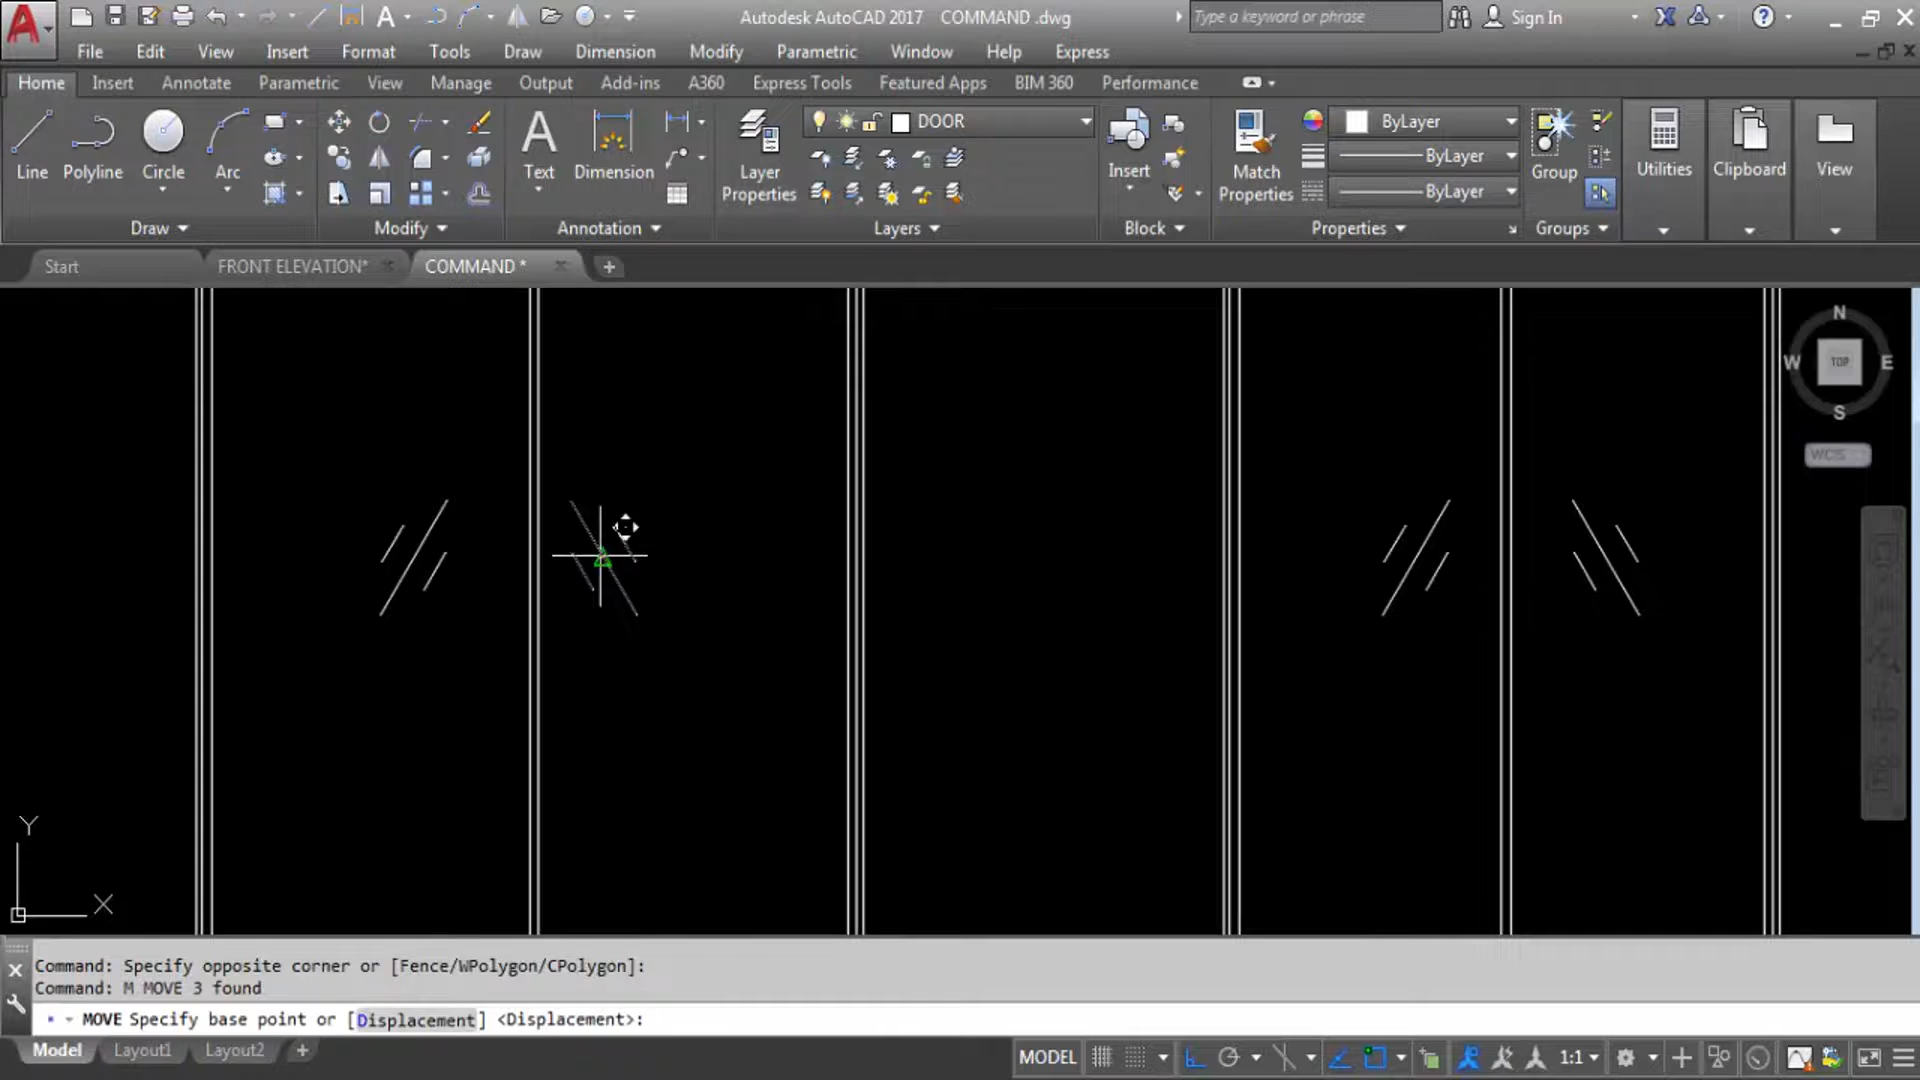 Autodesk AutoCAD 2017 COMMAND .dwg
Type a keyword or phrase
Sign In
File Edit View Insert Format Tools Draw Dimension Modify Parametric Window Help Express
Home Insert Annotate Parametric View Manage Output Add-ins A360 Express Tools Featured Apps BIM 360 Performance
DOOR
ByLayer
ByLayer
ByLayer
Line Polyline Circle Arc
Text Dimension
Layer Properties
Insert
Match Properties
Group
Utilities
Clipboard
View
Draw
Modify
Annotation
Layers
Block
Properties
Groups
Start FRONT ELEVATION* COMMAND *
N
W TOP E
S
WCS
Y
X
Command: Specify opposite corner or [Fence/WPolygon/CPolygon]:
Command: M MOVE 3 found
MOVE Specify base point or [Displacement] <Displacement>:
Model Layout1 Layout2 +
MODEL
1:1